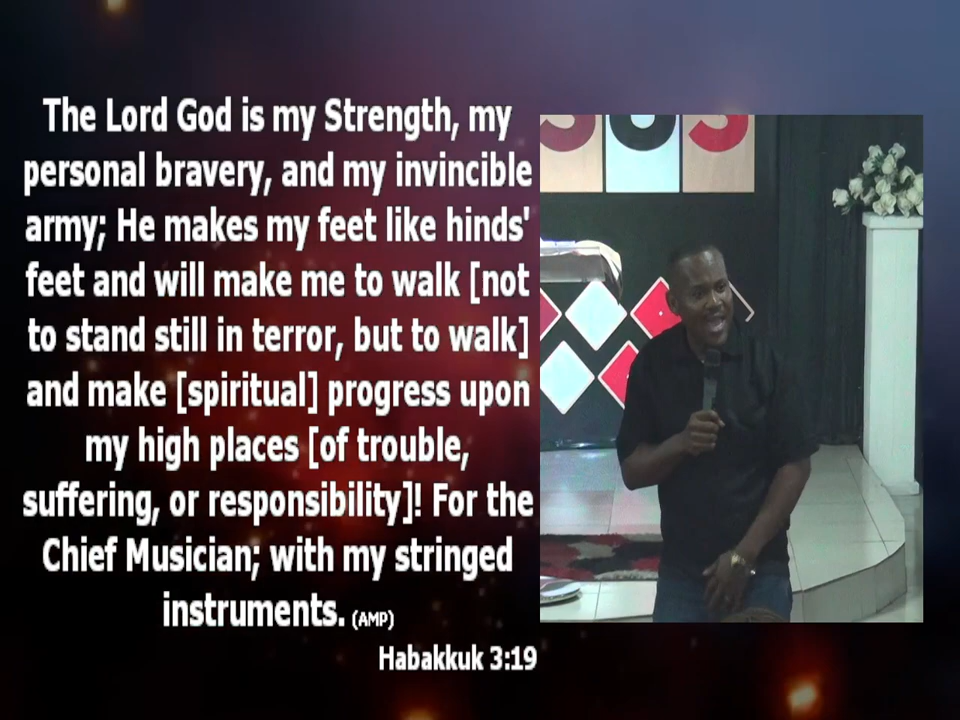 The Lord God is my Strength, my
personal bravery, and my invincible
army; He makes my feet like hinds'
feet and will make me to walk [not
to stand still in terror, but to walk]
and make [spiritual] progress upon
my high places [of trouble,
suffering, or responsibility]! For the
Chief Musician; with my stringed
instruments. (AMP)
Habakkuk 3:19